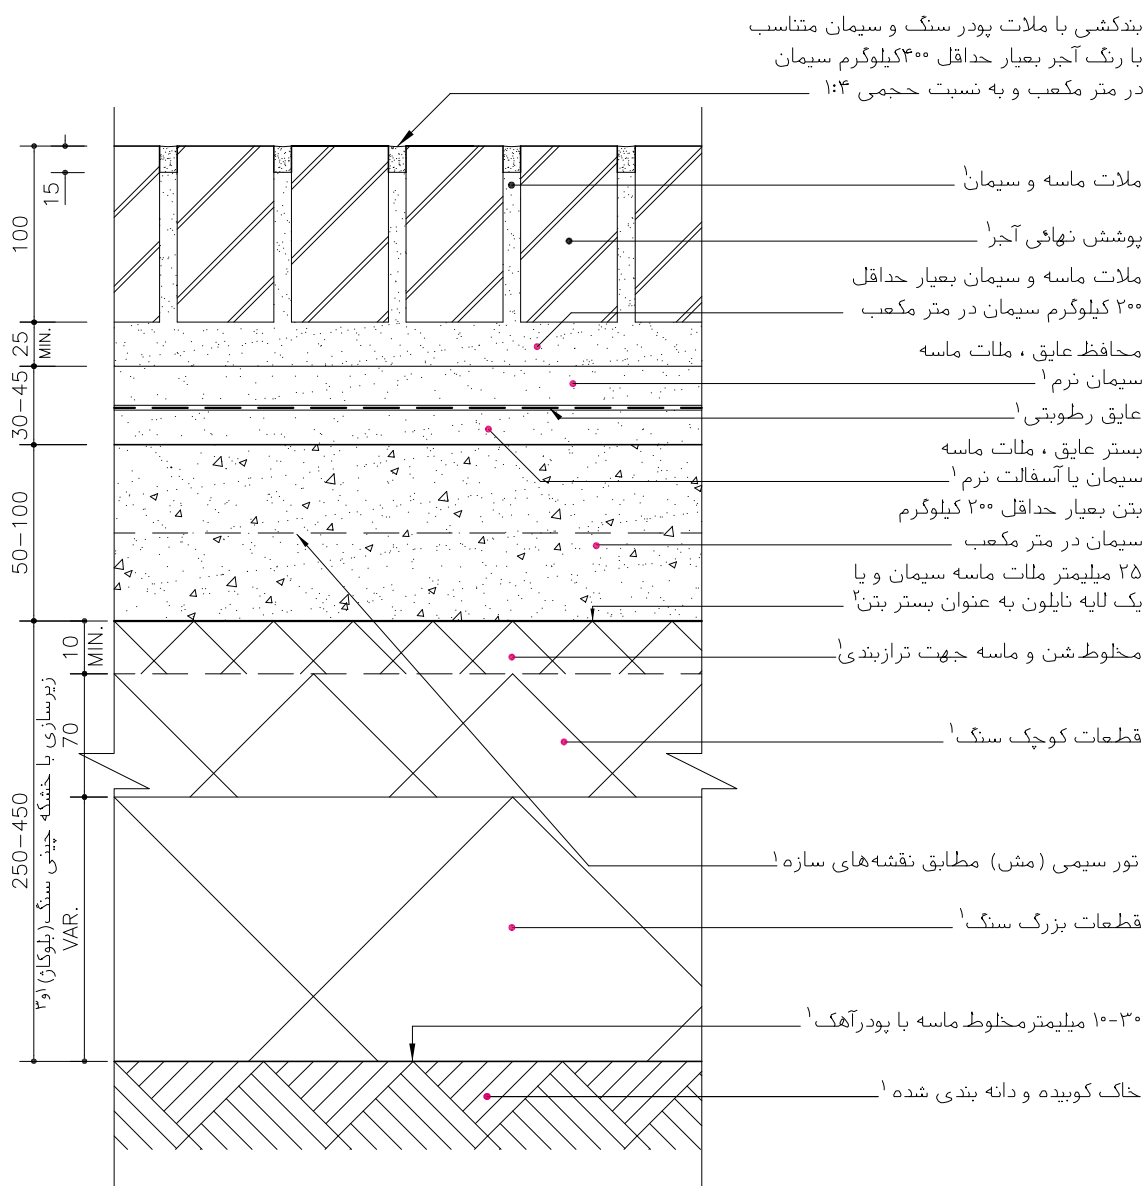 بندکشی با ملات پودر سنگ و سیمان متناسب
با رنگ آجر بعیار حداقل ۴۰۰کیلوگرم سیمان
در متر مکعب و به نسبت حجمی ۱:۴
ملات ماسه و سیمان۱
پوشش نهائی آجر۱
ملات ماسه و سیمان بعیار حداقل
۲۰۰ کیلوگرم سیمان در متر مکعب
محافظ عایق ، ملات ماسه
سیمان نرم۱
عایق رطوبتی۱
بستر عایق ، ملات ماسه
سیمان یا آسفالت نرم۱
بتن بعیار حداقل ۲۰۰ کیلوگرم
سیمان در متر مکعب
۲۵ میلیمتر ملات ماسه سیمان و یا
یک لایه نایلون به عنوان بستر بتن۲
مخلوط شن و ماسه جهت ترازبندی۱
قطعات کوچک سنگ۱
تور سیمی (مش) مطابق نقشه‌های سازه۱
قطعات بزرگ سنگ۱
۱۰-۳۰ میلیمتر مخلوط ماسه با پودرآهک۱
خاک کوبیده و دانه بندی شده۱
15
100
25
MIN.
30-45
50-100
10
MIN.
70
250-450
VAR.
زیرسازی با خشکه چینی سنگ(بلوکاژ)۱و۳